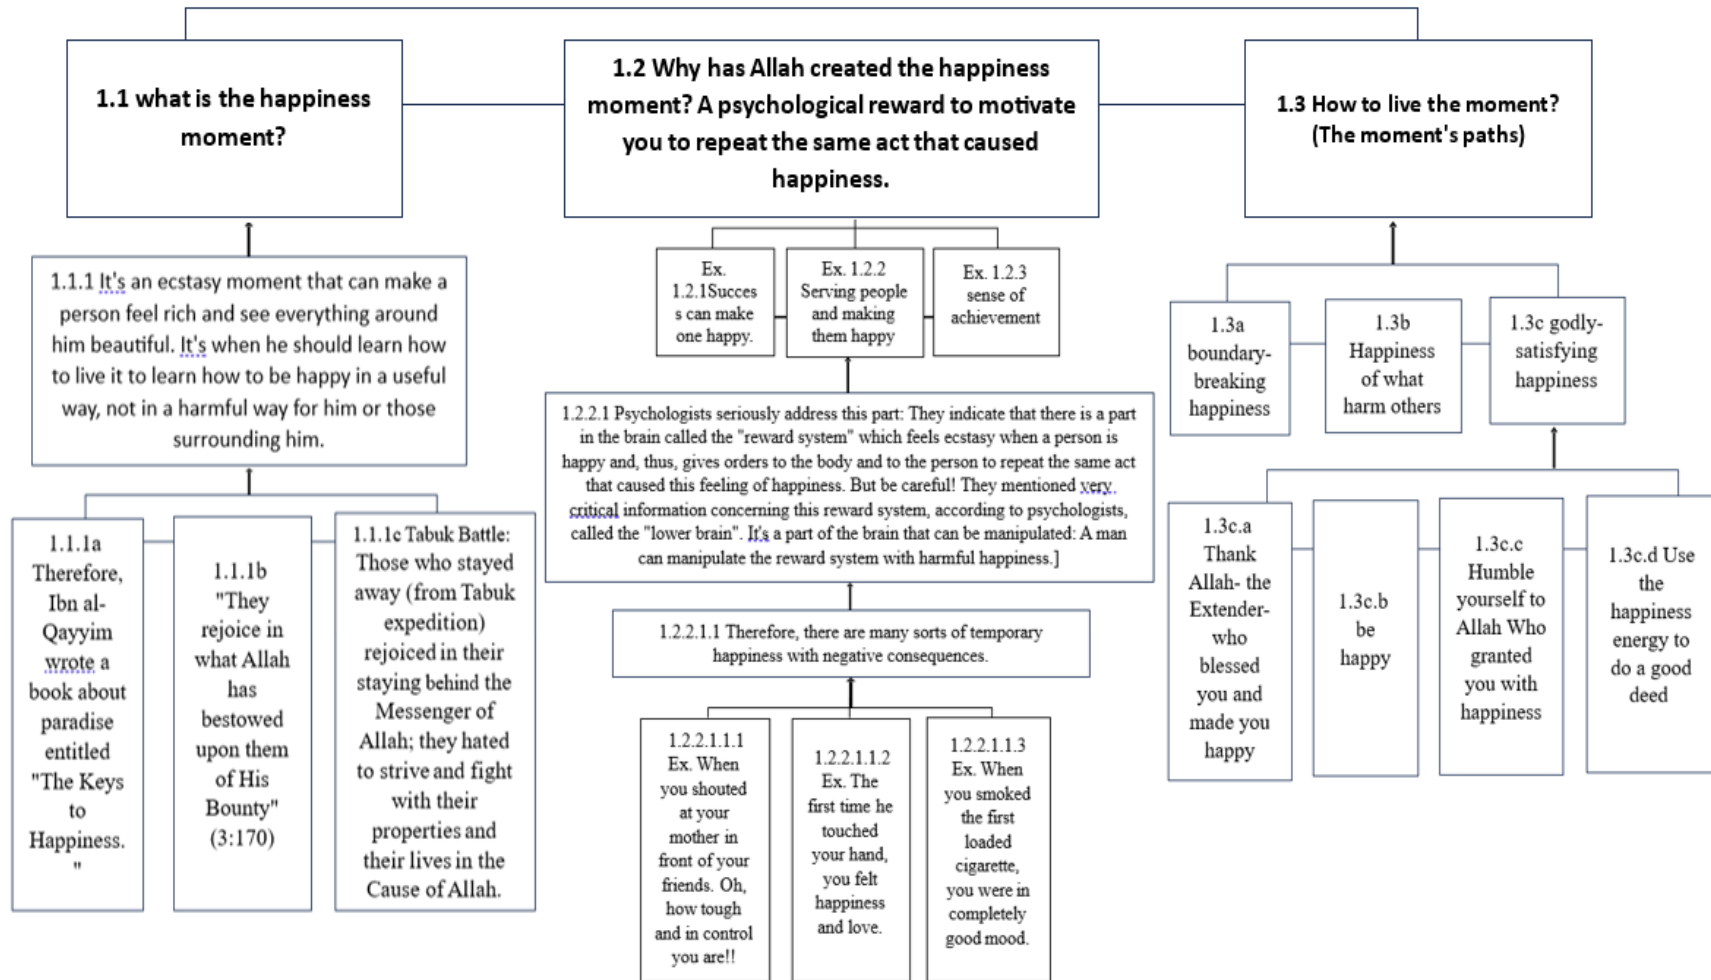 1.1 what is the happiness
moment?
1.2 Why has Allah created the happiness
moment? A psychological reward to motivate
you to repeat the same act that caused
happiness.
1.3 How to live the moment?
(The moment's paths)
1.1.1 It's an ecstasy moment that can make a
person feel rich and see everything around
him beautiful. It's when he should learn how
to live it to learn how to be happy in a useful
way, not in a harmful way for him or those
surrounding him.
1.1.1a
Therefore,
Ibn al-
Qayyim
wrote a
book about
paradise
entitled
"The Keys
to
Happiness.
"
1.1.1b
"They
rejoice in
what Allah
has
bestowed
upon them
of His
Bounty"
(3:170)
1.1.1c Tabuk Battle:
Those who stayed
away (from Tabuk
expedition)
rejoiced in their
staying behind the
Messenger of
Allah; they hated
to strive and fight
with their
properties and
their lives in the
Cause of Allah.
Ex.
1.2.1Succes
s can make
one happy.
Ex. 1.2.2
Serving people
and making
them happy
Ex. 1.2.3
sense of
achievement
1.2.2.1 Psychologists seriously address this part: They indicate that there is a part
in the brain called the "reward system" which feels ecstasy when a person is
happy and, thus, gives orders to the body and to the person to repeat the same act
that caused this feeling of happiness. But be careful! They mentioned very
critical information concerning this reward system, according to psychologists,
called the "lower brain". It's a part of the brain that can be manipulated: A man
can manipulate the reward system with harmful happiness.]
1.2.2.1.1 Therefore, there are many sorts of temporary
happiness with negative consequences.
1.2.2.1.1.1
Ex. When
you shouted
at your
mother in
front of your
friends. Oh,
how tough
and in control
you are!!
1.2.2.1.1.2
Ex. The
first time he
touched
your hand,
you felt
happiness
and love.
1.2.2.1.1.3
Ex. When
you smoked
the first
loaded
cigarette,
you were in
completely
good mood.
1.3a
boundary-
breaking
happiness
1.3b
Happiness
of what
harm others
1.3c godly-
satisfying
happiness
1.3c.a
Thank
Allah- the
Extender-
who
blessed
you and
made you
happy
1.3c.b
be
happy
1.3c.c
Humble
yourself to
Allah Who
granted
you with
happiness
1.3c.d Use
the
happiness
energy to
do a good
deed